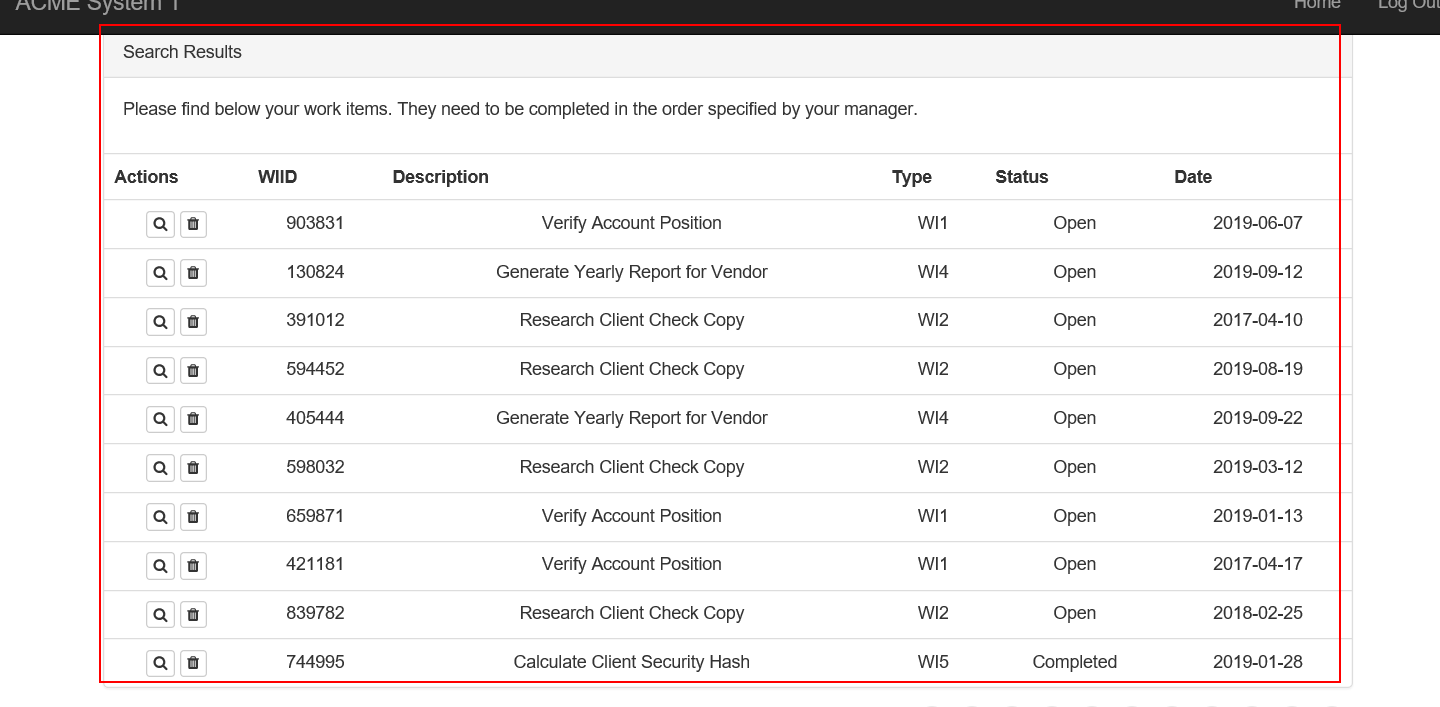 ACME System 1 Home Log Out
Search Results
Please find below your work items. They need to be completed in the order specified by your manager.
Actions WIID Description Type Status Date
903831 Verify Account Position WI1 Open 2019-06-07
130824 Generate Yearly Report for Vendor WI4 Open 2019-09-12
391012 Research Client Check Copy WI2 Open 2017-04-10
594452 Research Client Check Copy WI2 Open 2019-08-19
405444 Generate Yearly Report for Vendor WI4 Open 2019-09-22
598032 Research Client Check Copy WI2 Open 2019-03-12
659871 Verify Account Position WI1 Open 2019-01-13
421181 Verify Account Position WI1 Open 2017-04-17
839782 Research Client Check Copy WI2 Open 2018-02-25
744995 Calculate Client Security Hash WI5 Completed 2019-01-28